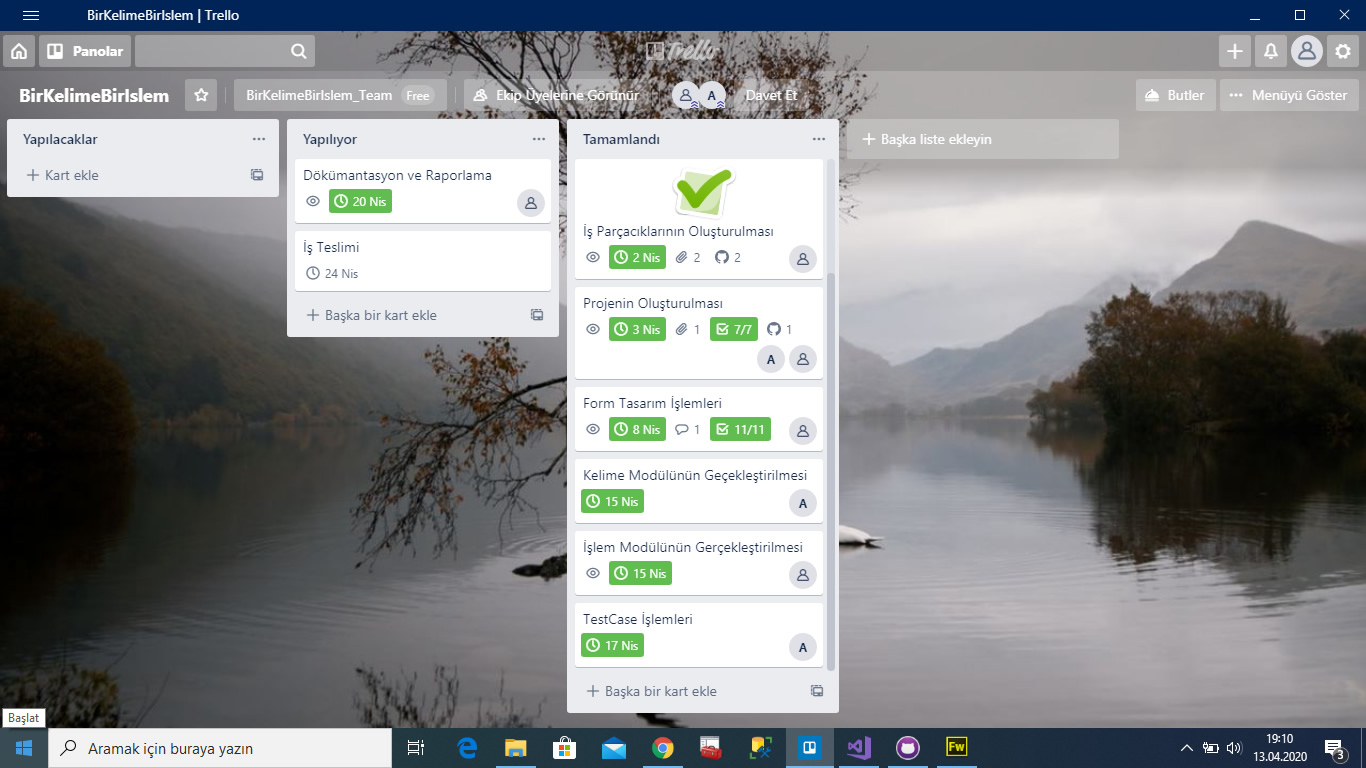 BirKelimeBirIslem | Trello
Panolar
Trello
BirKelimeBirIslem
BirKelimeBirIslem_Team Free
Ekip Üyelerine Görünür
A
Davet Et
Butler
Menüyü Göster
Yapılacaklar
Kart ekle
Yapılıyor
Dökümantasyon ve Raporlama
20 Nis
İş Teslimi
24 Nis
Başka bir kart ekle
Tamamlandı
İş Parçacıklarının Oluşturulması
2 Nis 2 2
Projenin Oluşturulması
3 Nis 1 7/7 1
A
Form Tasarım İşlemleri
8 Nis 1 11/11
Kelime Modülünün Geçekleştirilmesi
15 Nis
A
İşlem Modülünün Gerçekleştirilmesi
15 Nis
TestCase İşlemleri
17 Nis
A
Başka bir kart ekle
Başka liste ekleyin
Başlat
Aramak için buraya yazın
Fw
19:10
13.04.2020
3